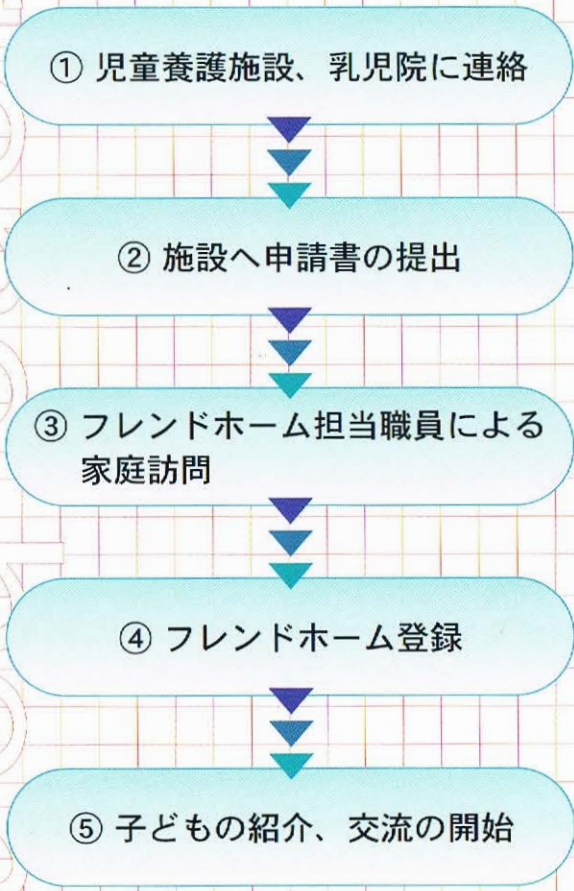 ① 児童養護施設、乳児院に連絡
② 施設へ申請書の提出
③ フレンドホーム担当職員による
家庭訪問
④ フレンドホーム登録
⑤ 子どもの紹介、交流の開始